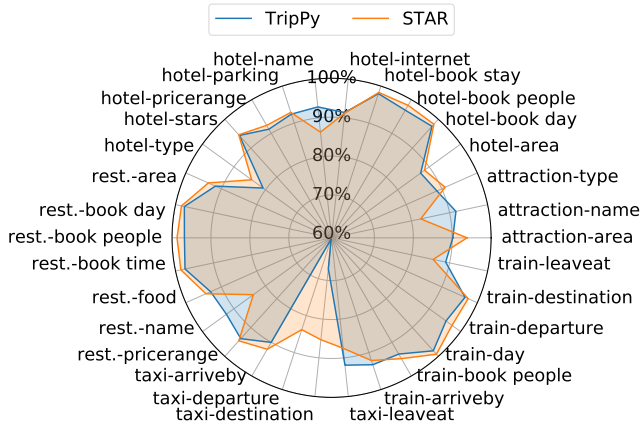 TripPy
STAR
hotel-name
hotel-internet
hotel-parking
100%
hotel-book stay
hotel-pricerange
hotel-book people
hotel-stars
90%
hotel-book day
hotel-type
hotel-area
80%
rest.-area
attraction-type
70%
rest.-book day
attraction-name
60%
rest.-book people
attraction-area
rest.-book time
train-leaveat
rest.-food
train-destination
rest.-name
train-departure
rest.-pricerange
train-day
taxi-arriveby
train-book people
taxi-departure
train-arriveby
taxi-destination
taxi-leaveat